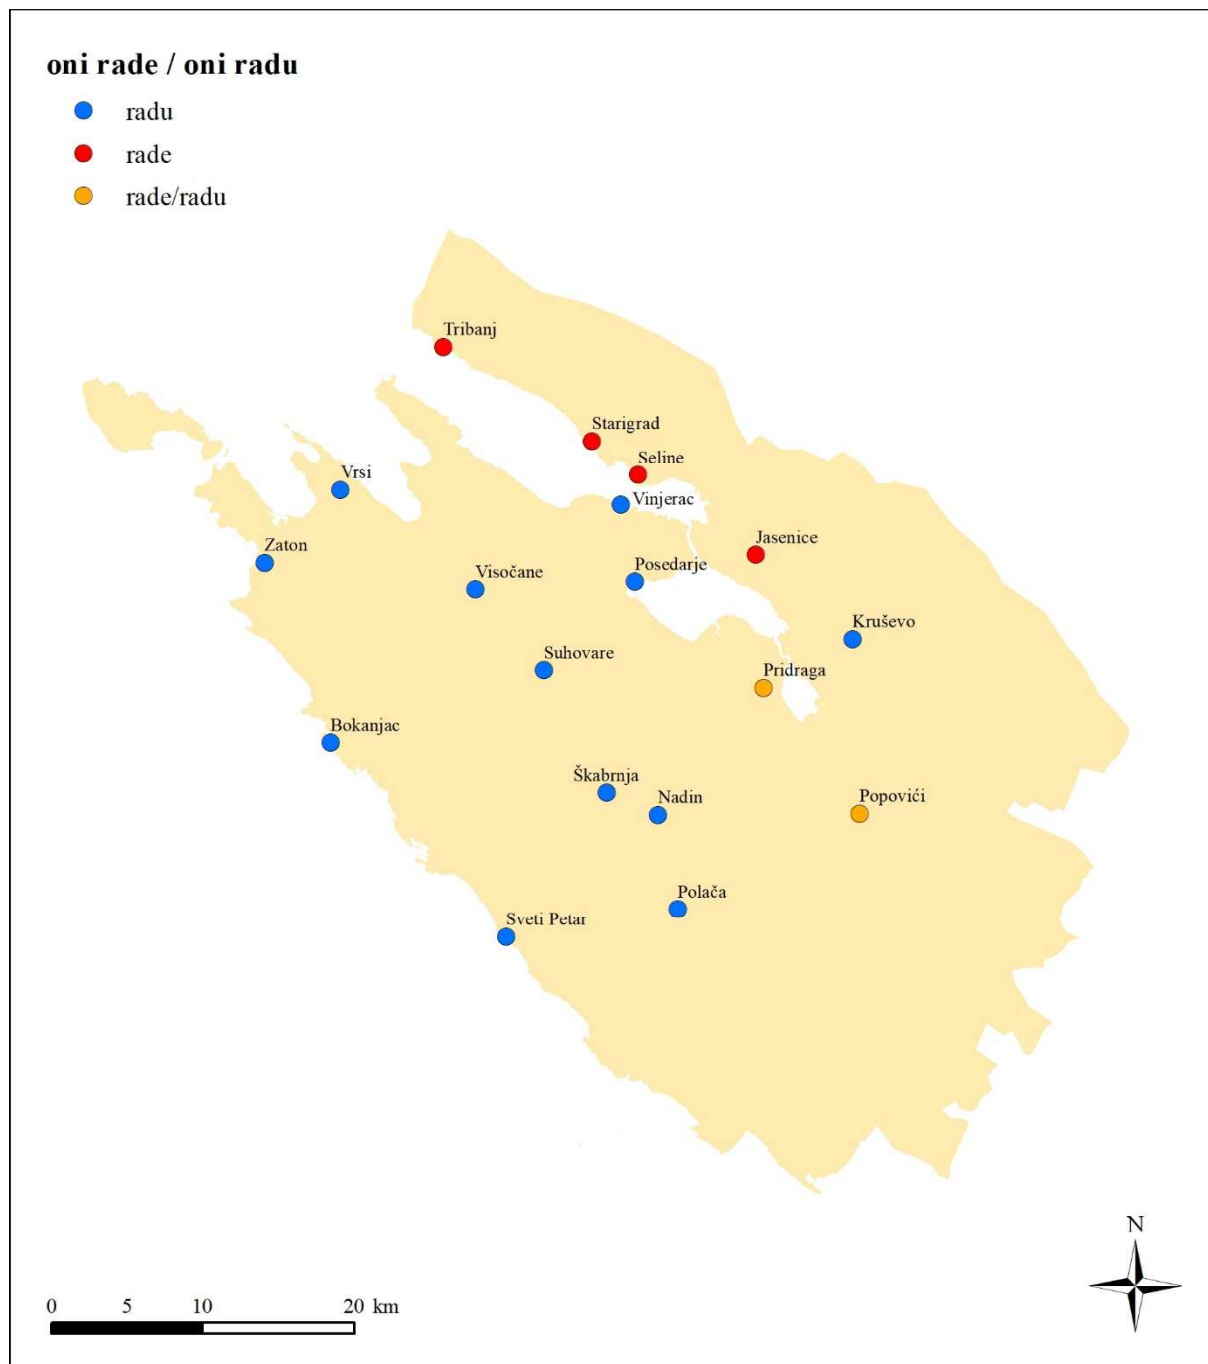 oni rade / oni radu
radu
rade
rade/radu
Tribanj
Starigrad
Seline
Vrsi
Vinjerac
Zaton
Jasenice
Posedarje
Visočane
Kruševo
Suhovare
Pridraga
Bokanjac
Škabrnja
Nadin
Popovići
Polača
Sveti Petar
N
0 5 10 20 km